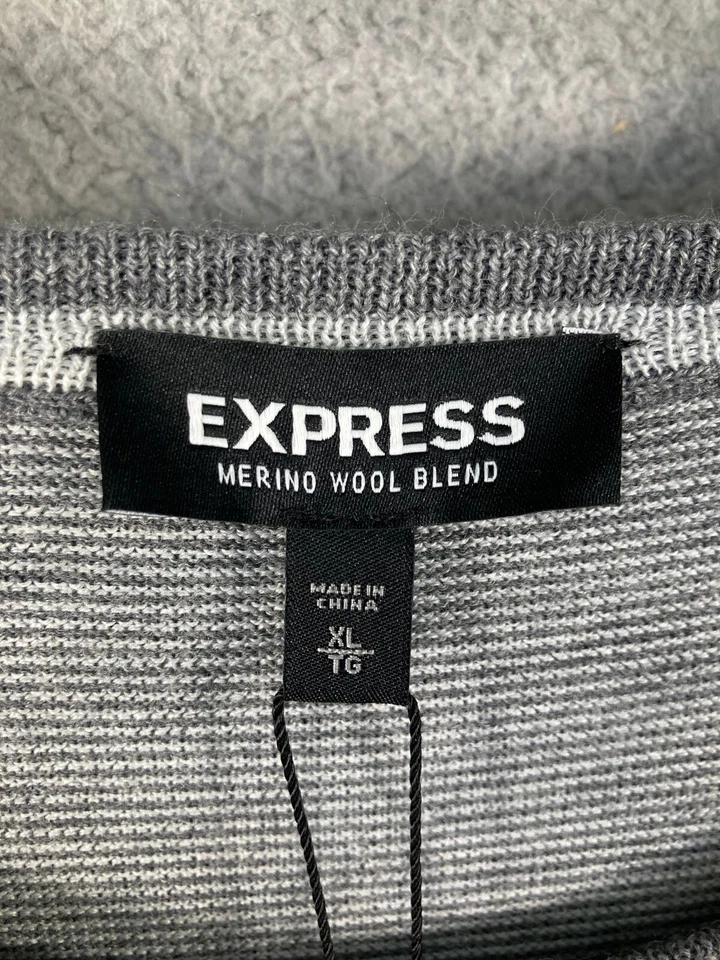 EXPRESS
MERINO WOOL BLEND
MADE IN
CHINA
XL
TG